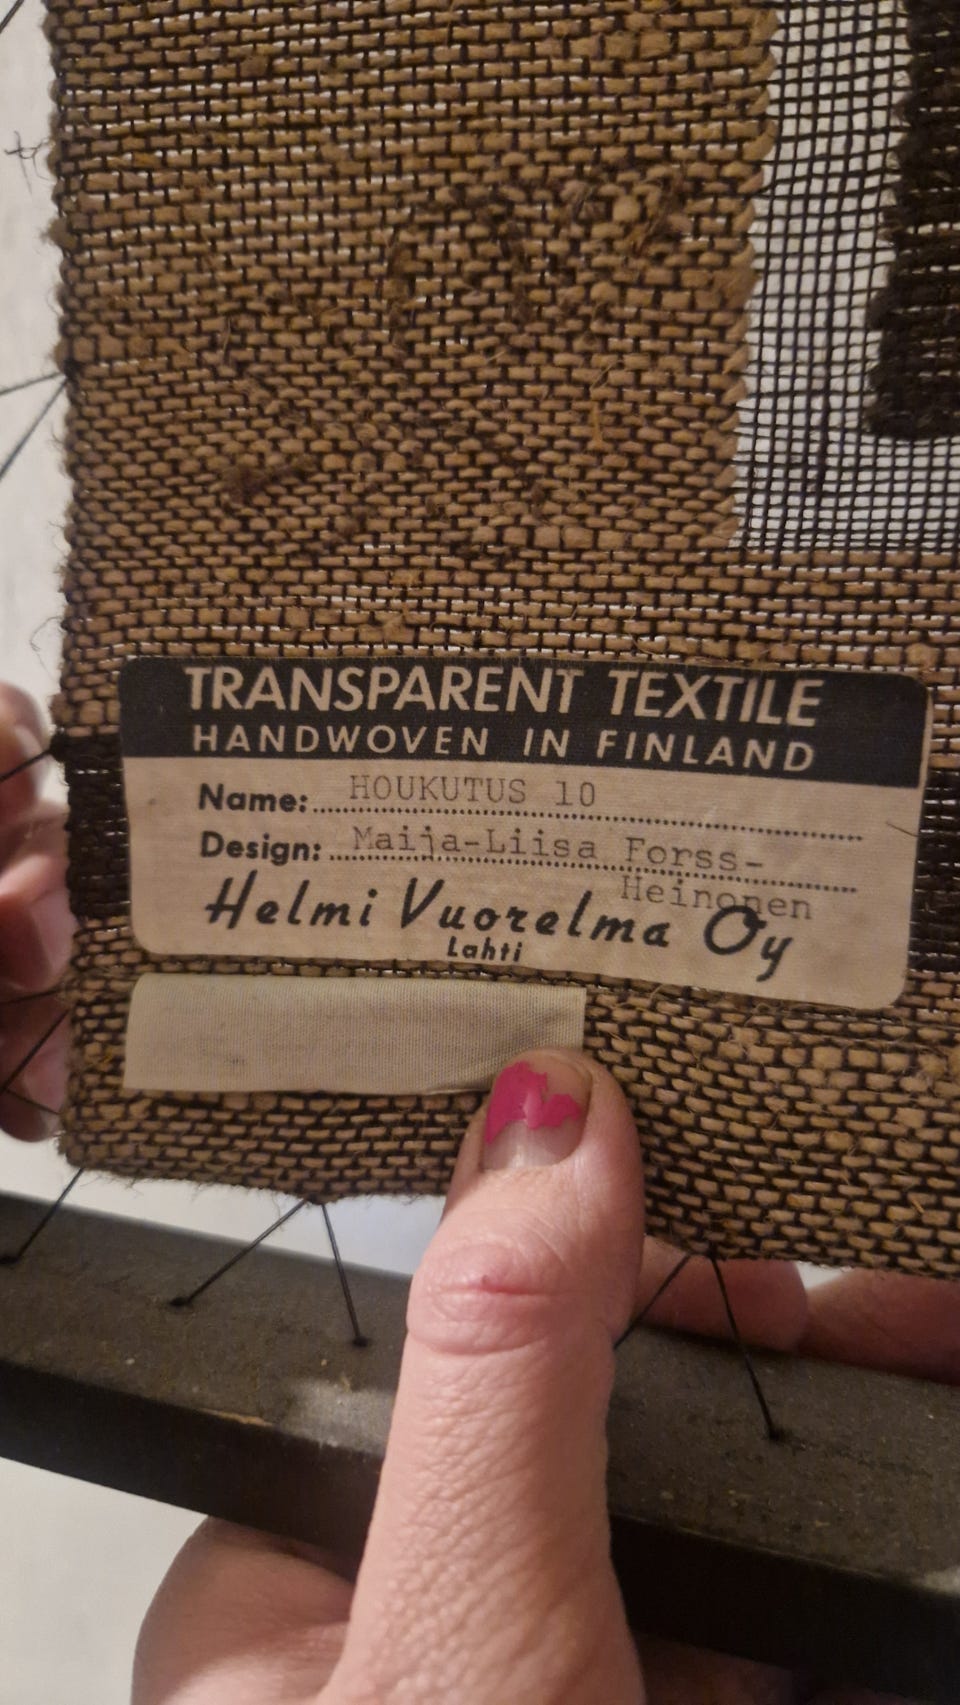 TRANSPARENT TEXTILE
HANDWOVEN IN FINLAND
Name: HOUKUTUS 10
Design: Maija-Liisa Forss-
Heinonen
Helmi Vuorelma Oy
Lahti